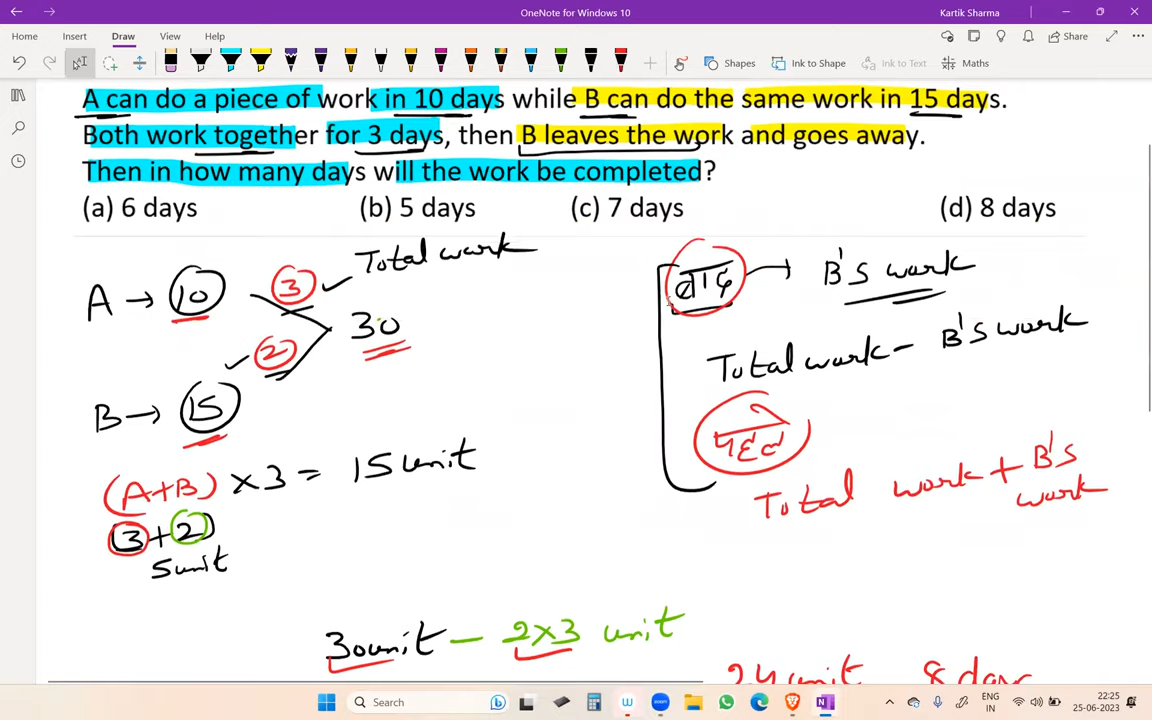 OneNote for Windows 10
Kartik Sharma
Home Insert Draw View Help
Share
Shapes Ink to Shape Ink to Text Maths
A can do a piece of work in 10 days while B can do the same work in 15 days.
Both work together for 3 days, then B leaves the work and goes away.
Then in how many days will the work be completed?
(a) 6 days (b) 5 days (c) 7 days (d) 8 days
Total work
A → 10 3
30
2
B → 15
(A+B) × 3 = 15 unit
3+2
5 unit
30 unit - 2×3 unit
बाद → B's work
Total work - B's work
पहले
Total work + B's work
24 unit 8 days
Search
ENG
IN
22:25
25-06-2023